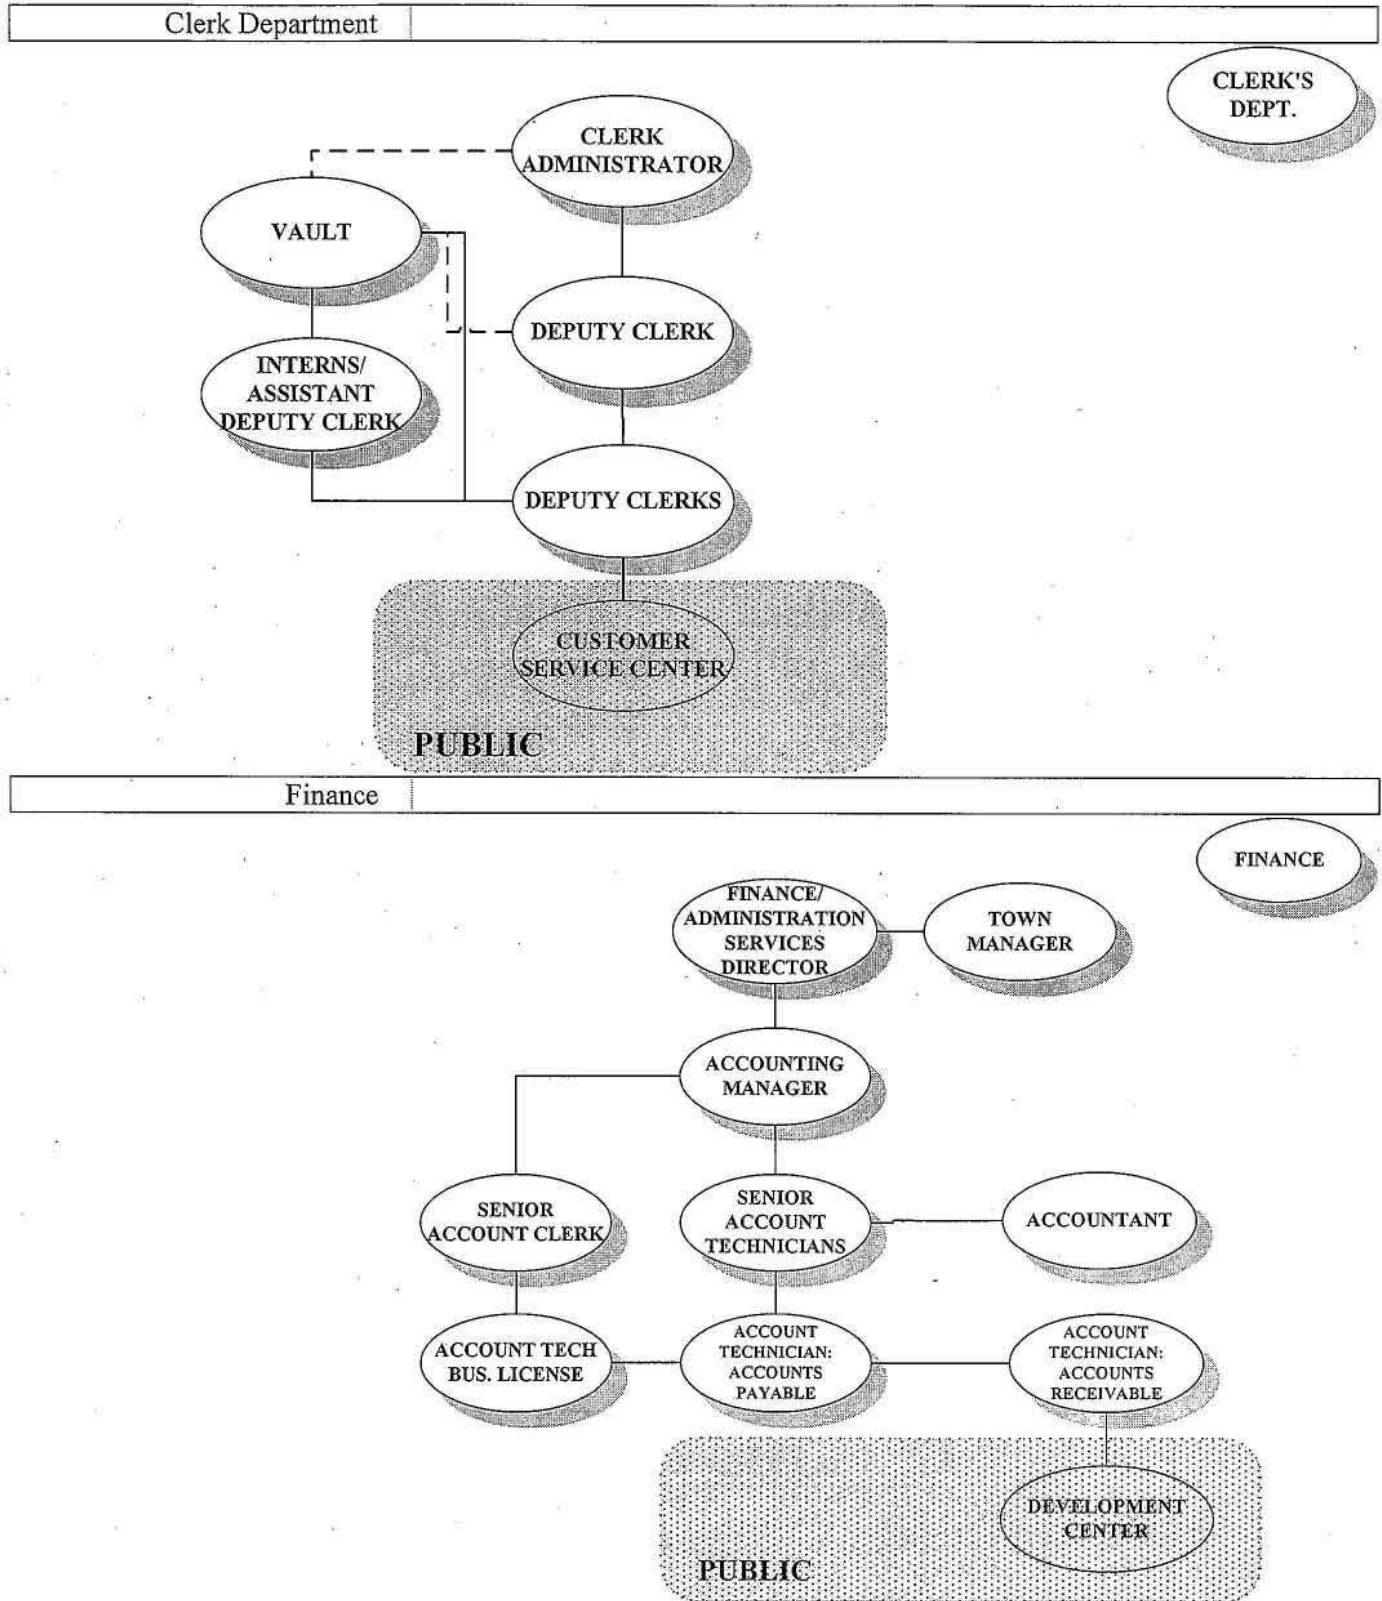 Clerk Department
CLERK'S
DEPT.
CLERK
ADMINISTRATOR
VAULT
DEPUTY CLERK
INTERNS/
ASSISTANT
DEPUTY CLERK
DEPUTY CLERKS
CUSTOMER
SERVICE CENTER
PUBLIC
Finance
FINANCE
FINANCE/
ADMINISTRATION
SERVICES
DIRECTOR
TOWN
MANAGER
ACCOUNTING
MANAGER
SENIOR
ACCOUNT CLERK
SENIOR
ACCOUNT
TECHNICIANS
ACCOUNTANT
ACCOUNT TECH
BUS. LICENSE
ACCOUNT
TECHNICIAN:
ACCOUNTS
PAYABLE
ACCOUNT
TECHNICIAN:
ACCOUNTS
RECEIVABLE
DEVELOPMENT
CENTER
PUBLIC